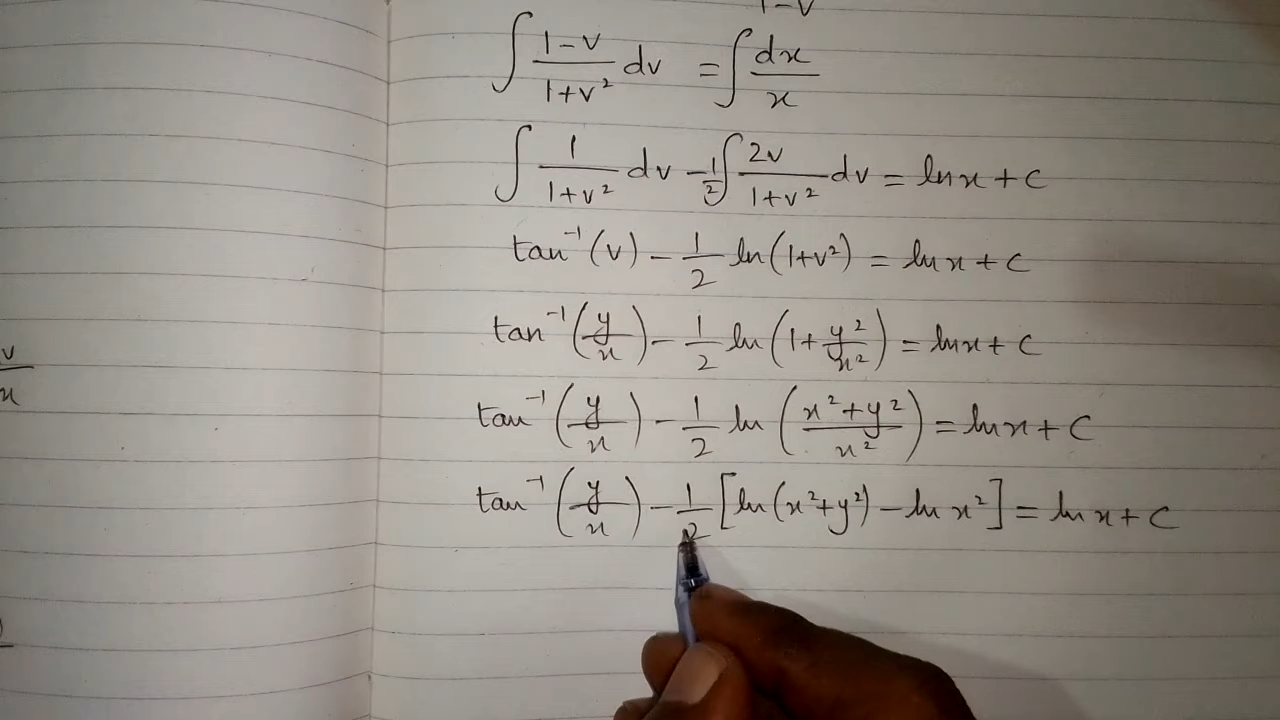 1-v
∫ (1-v)/(1+v²) dv = ∫ dx/x
∫ 1/(1+v²) dv - 1/2 ∫ 2v/(1+v²) dv = ln x + c
tan⁻¹(v) - 1/2 ln(1+v²) = ln x + c
tan⁻¹(y/x) - 1/2 ln(1 + y²/x²) = ln x + c
v/x
tan⁻¹(y/x) - 1/2 ln((x²+y²)/x²) = ln x + c
tan⁻¹(y/x) - 1/2 [ln(x²+y²) - ln x²] = ln x + c